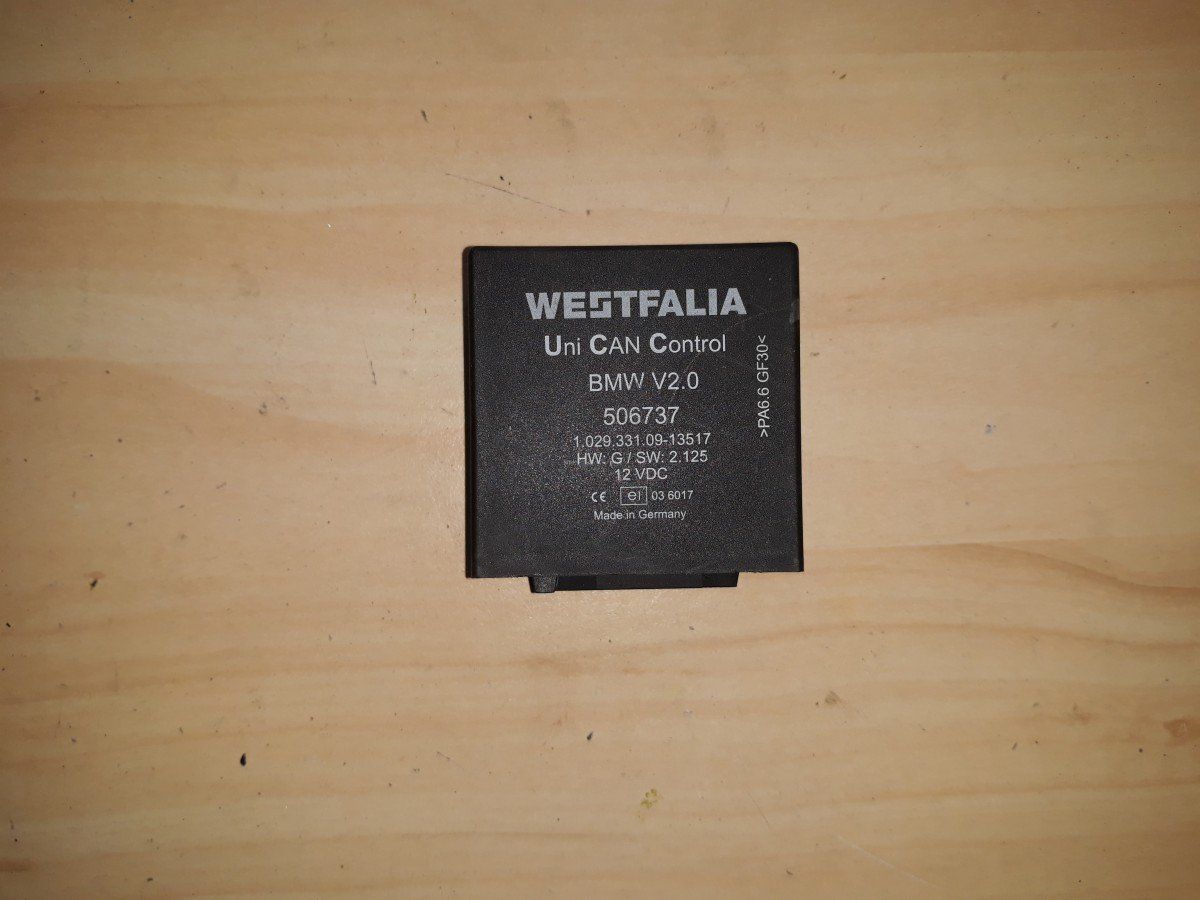 WESTFALIA
Uni CAN Control
BMW V2.0
506737
1.029.331.09-13517
HW: G / SW: 2.125
12 VDC
CE e1 03 6017
Made in Germany
>PA6.6 GF30<